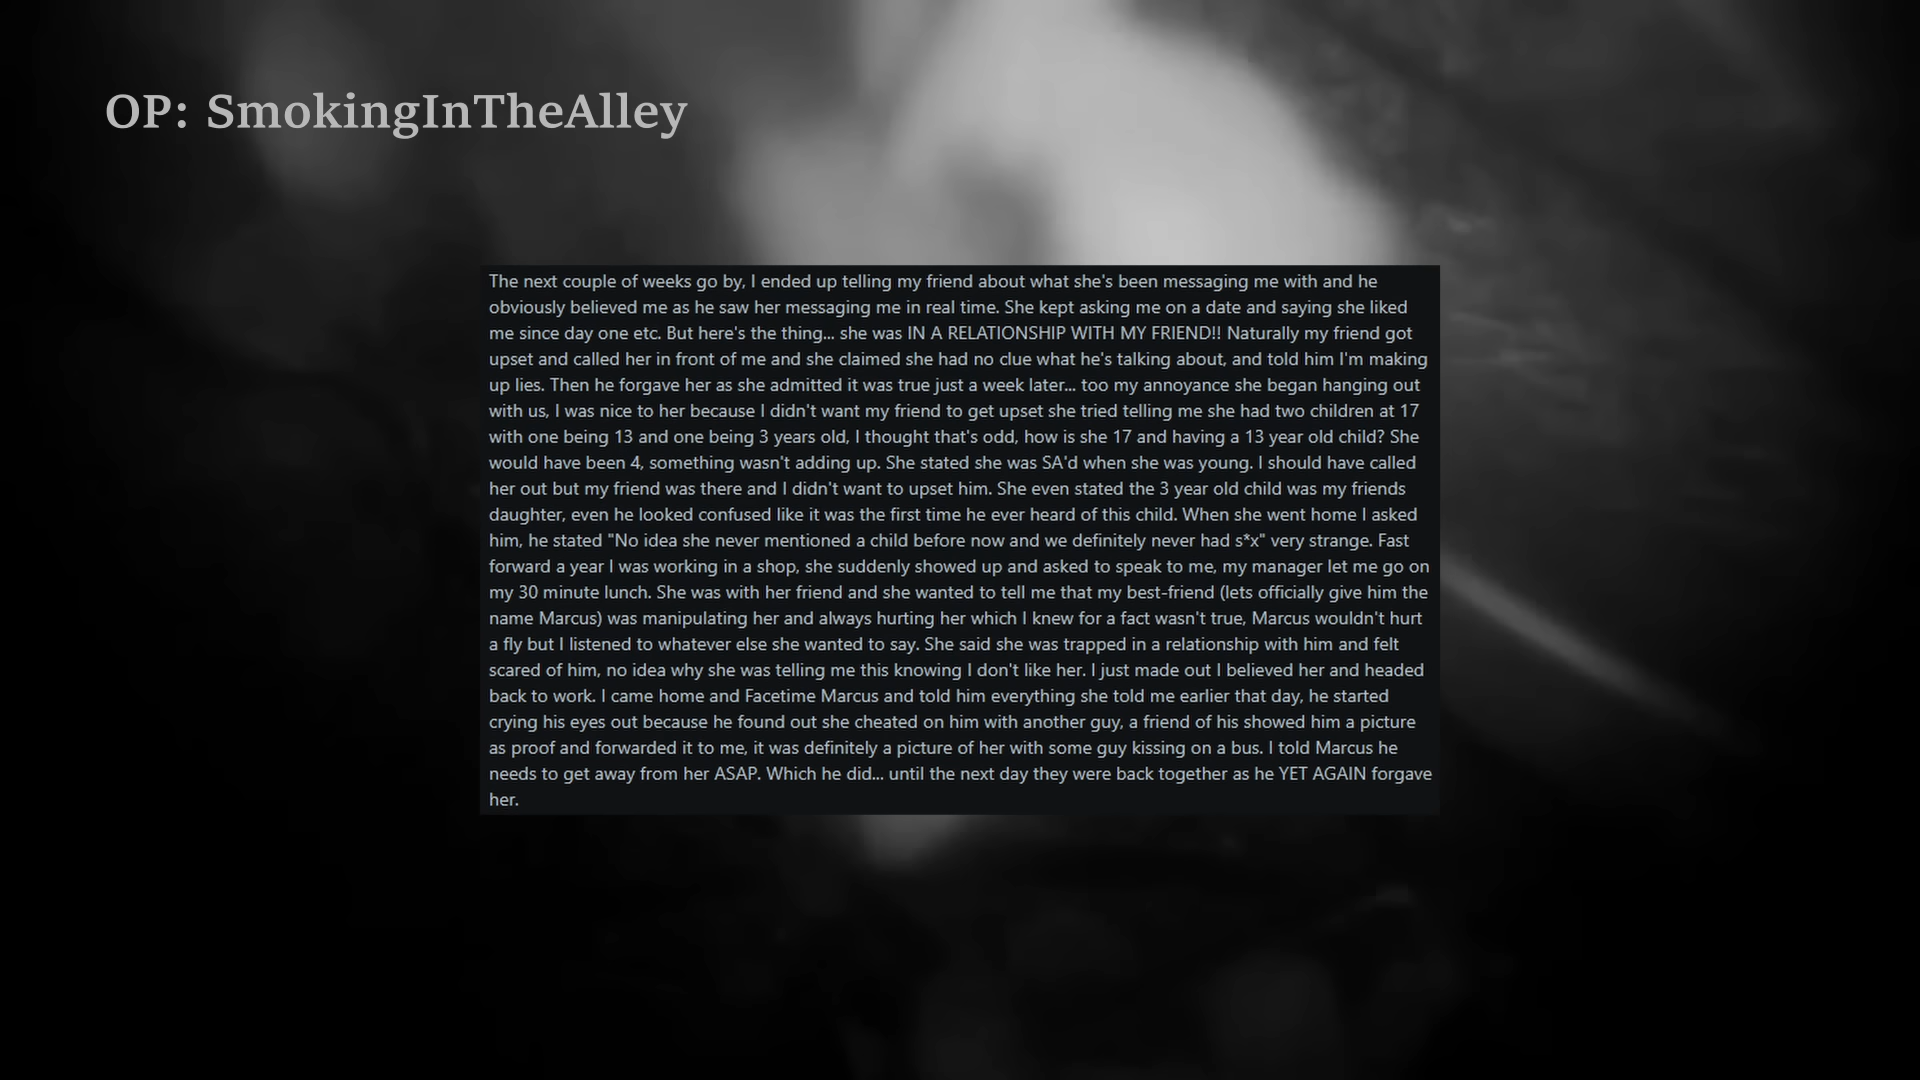 OP: SmokingInTheAlley
The next couple of weeks go by, I ended up telling my friend about what she's been messaging me with and he
obviously believed me as he saw her messaging me in real time. She kept asking me on a date and saying she liked
me since day one etc. But here's the thing... she was IN A RELATIONSHIP WITH MY FRIEND!! Naturally my friend got
upset and called her in front of me and she claimed she had no clue what he's talking about, and told him I'm making
up lies. Then he forgave her as she admitted it was true just a week later... too my annoyance she began hanging out
with us, I was nice to her because I didn't want my friend to get upset she tried telling me she had two children at 17
with one being 13 and one being 3 years old, I thought that's odd, how is she 17 and having a 13 year old child? She
would have been 4, something wasn't adding up. She stated she was SA'd when she was young. I should have called
her out but my friend was there and I didn't want to upset him. She even stated the 3 year old child was my friends
daughter, even he looked confused like it was the first time he ever heard of this child. When she went home I asked
him, he stated "No idea she never mentioned a child before now and we definitely never had s*x" very strange. Fast
forward a year I was working in a shop, she suddenly showed up and asked to speak to me, my manager let me go on
my 30 minute lunch. She was with her friend and she wanted to tell me that my best-friend (lets officially give him the
name Marcus) was manipulating her and always hurting her which I knew for a fact wasn't true, Marcus wouldn't hurt
a fly but I listened to whatever else she wanted to say. She said she was trapped in a relationship with him and felt
scared of him, no idea why she was telling me this knowing I don't like her. I just made out I believed her and headed
back to work. I came home and Facetime Marcus and told him everything she told me earlier that day, he started
crying his eyes out because he found out she cheated on him with another guy, a friend of his showed him a picture
as proof and forwarded it to me, it was definitely a picture of her with some guy kissing on a bus. I told Marcus he
needs to get away from her ASAP. Which he did... until the next day they were back together as he YET AGAIN forgave
her.